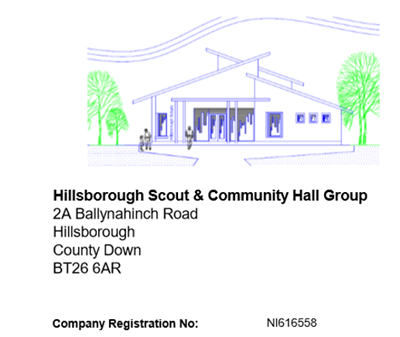 Hillsborough Scout & Community Hall Group
2A Ballynahinch Road
Hillsborough
County Down
BT26 6AR
Company Registration No: NI616558